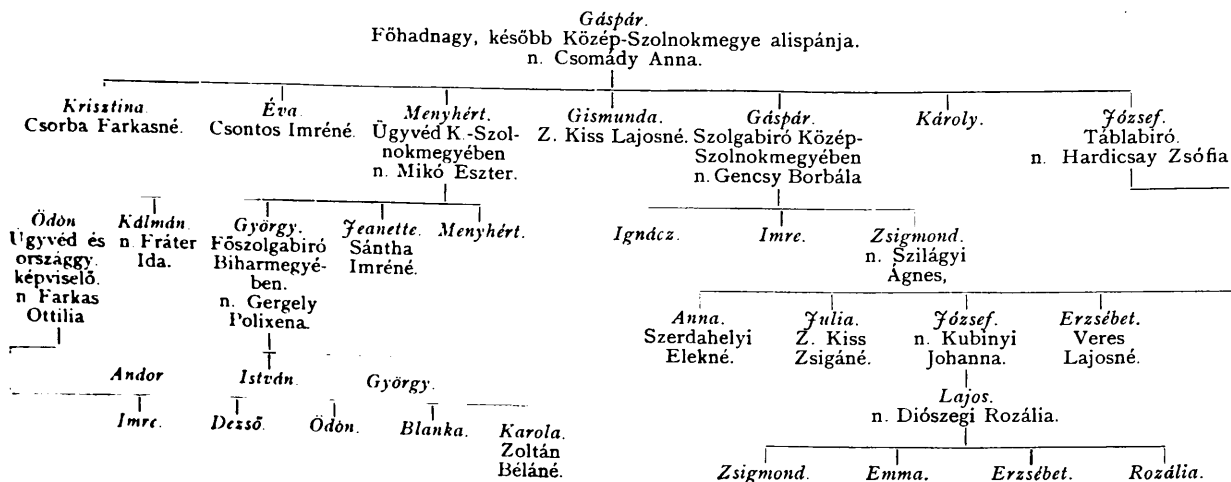 Gáspár.
Főhadnagy, később Közép-Szolnokmegye alispánja.
n. Csomády Anna.
Krisztina.
Csorba Farkasné.
Éva
Csontos Imréné.
Menyhért.
Ügyvéd K.-Szol-
nokmegyében
n. Mikó Eszter.
Gismunda.
Z. Kiss Lajosné.
Gáspár.
Szolgabiró Közép-
Szolnokmegyében
n. Gencsy Borbála
Károly.
József.
Táblabiró.
n. Hardicsay Zsófia
Ödön
Ügyvéd és
országgy.
képviselő.
n Farkas
Ottilia
Kálmán.
n. Fráter
Ida.
György.
Főszolgabiró
Biharmegyé-
ben.
n. Gergely
Polixena.
Jeanette.
Sántha
Imréné.
Menyhért.
Ignácz.
Imre.
Zsigmond.
n. Szilágyi
Ágnes,
Anna.
Szerdahelyi
Elekné.
Julia.
Z. Kiss
Zsigáné.
József.
n. Kubinyi
Johanna.
Erzsébet.
Veres
Lajosné.
Andor
István.
György.
Lajos.
n. Diószegi Rozália.
Imre.
Dezső.
Ödön.
Blanka.
Karola.
Zoltán
Béláné.
Zsigmond.
Emma.
Erzsébet.
Rozália.